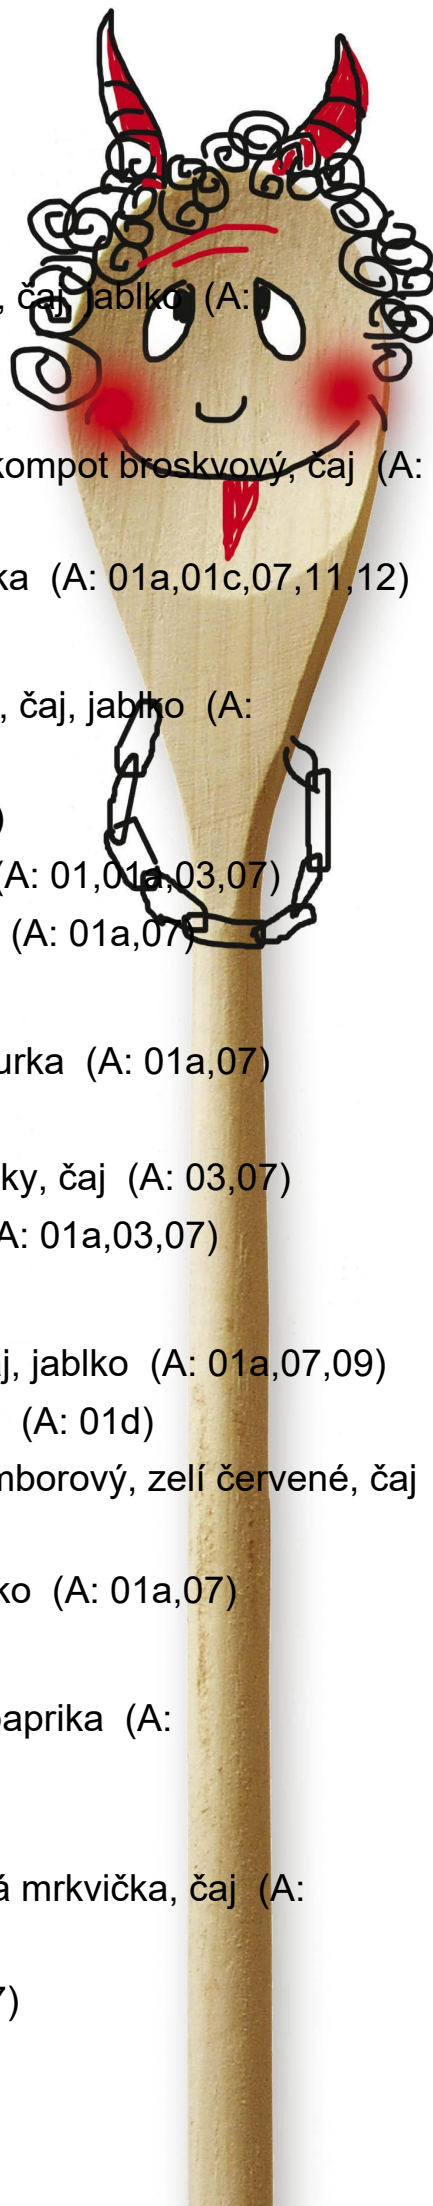 , čaj, jablko (A:
kompot broskvový, čaj (A:
ka (A: 01a,01c,07,11,12)
, čaj, jablko (A:
)
(A: 01,01a,03,07)
(A: 01a,07)
urka (A: 01a,07)
ky, čaj (A: 03,07)
A: 01a,03,07)
j, jablko (A: 01a,07,09)
(A: 01d)
mborový, zelí červené, čaj
ko (A: 01a,07)
paprika (A:
á mrkvička, čaj (A:
7)